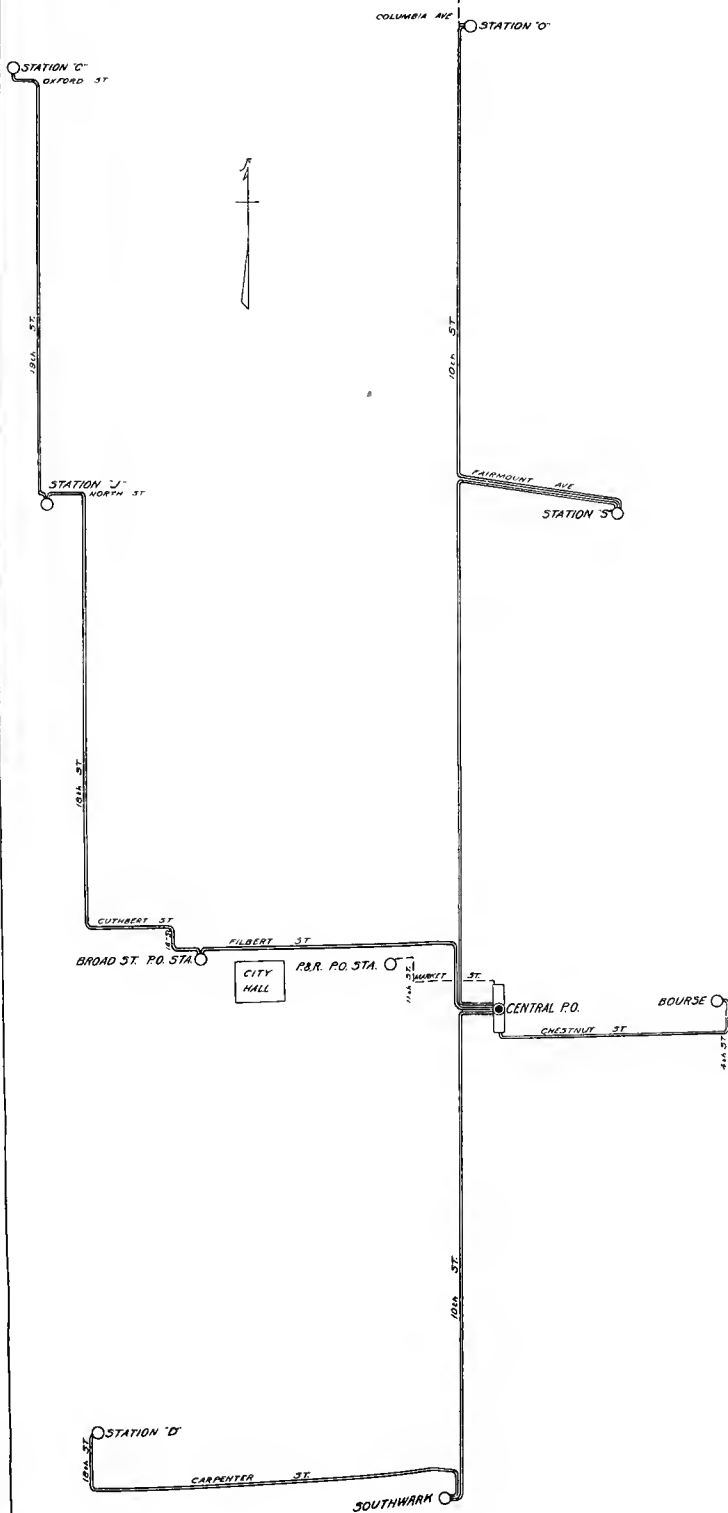 COLUMBIA AVE
STATION "O"
STATION "C"
OXFORD ST
19th ST.
10th ST
STATION "J"
NORTH ST
FAIRMOUNT AVE
STATION "S"
18th ST
CUTHBERT ST
FILBERT ST
BROAD ST. P.O. STA.
CITY
HALL
P.&R. P.O. STA.
11th ST.
MARKET ST.
CENTRAL P.O.
BOURSE
CHESTNUT ST
4th ST
10th ST.
STATION "D"
18th ST
CARPENTER ST.
SOUTHWARK